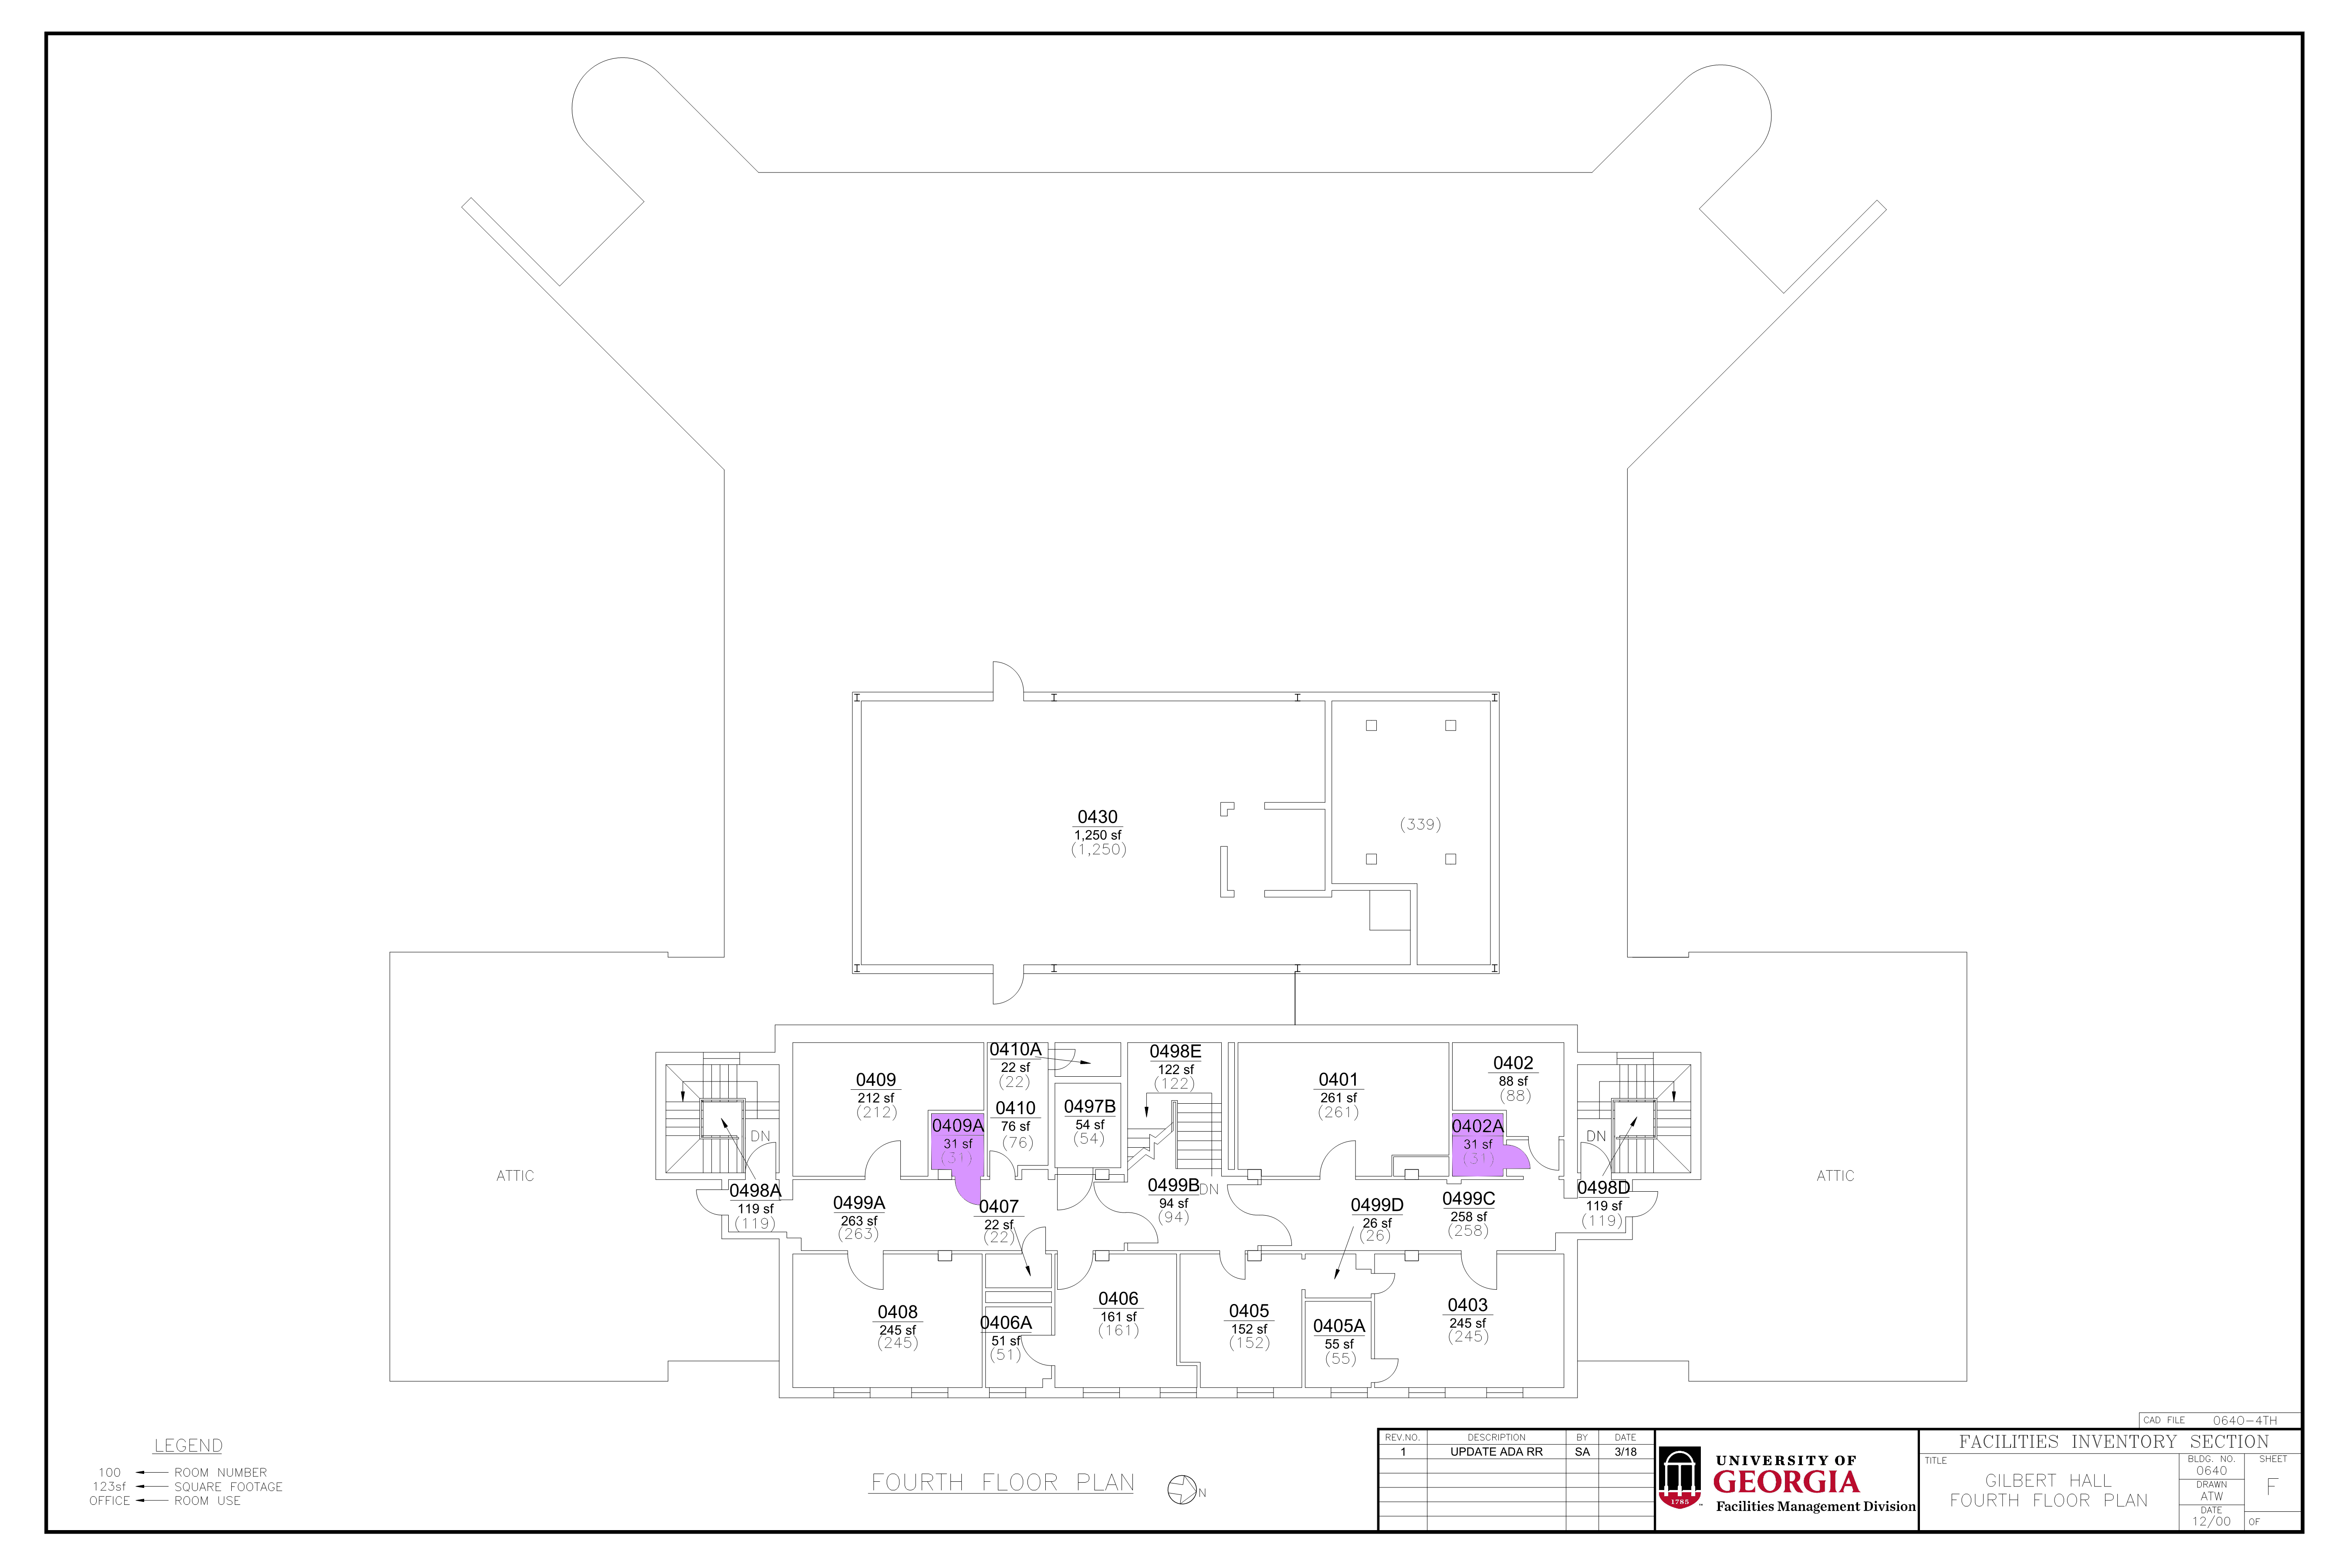 0430
1,250 sf
(1,250)
(339)
0409
212 sf
(212)
0409A
31 sf
(31)
0410A
22 sf
(22)
0410
76 sf
(76)
0497B
54 sf
(54)
0498E
122 sf
(122)
0401
261 sf
(261)
0402
88 sf
(88)
0402A
31 sf
(31)
DN
DN
ATTIC
ATTIC
0498A
119 sf
(119)
0499A
263 sf
(263)
0407
22 sf
(22)
0499B
94 sf
(94)
DN
0499D
26 sf
(26)
0499C
258 sf
(258)
0498D
119 sf
(119)
0408
245 sf
(245)
0406A
51 sf
(51)
0406
161 sf
(161)
0405
152 sf
(152)
0405A
55 sf
(55)
0403
245 sf
(245)
LEGEND
100 ROOM NUMBER
123sf SQUARE FOOTAGE
OFFICE ROOM USE
FOURTH FLOOR PLAN
N
REV.NO. DESCRIPTION BY DATE
1 UPDATE ADA RR SA 3/18
1785
UNIVERSITY OF
GEORGIA
Facilities Management Division
CAD FILE 0640-4TH
FACILITIES INVENTORY SECTION
TITLE
GILBERT HALL
FOURTH FLOOR PLAN
BLDG. NO.
0640
DRAWN
ATW
DATE
12/00
SHEET
F
OF